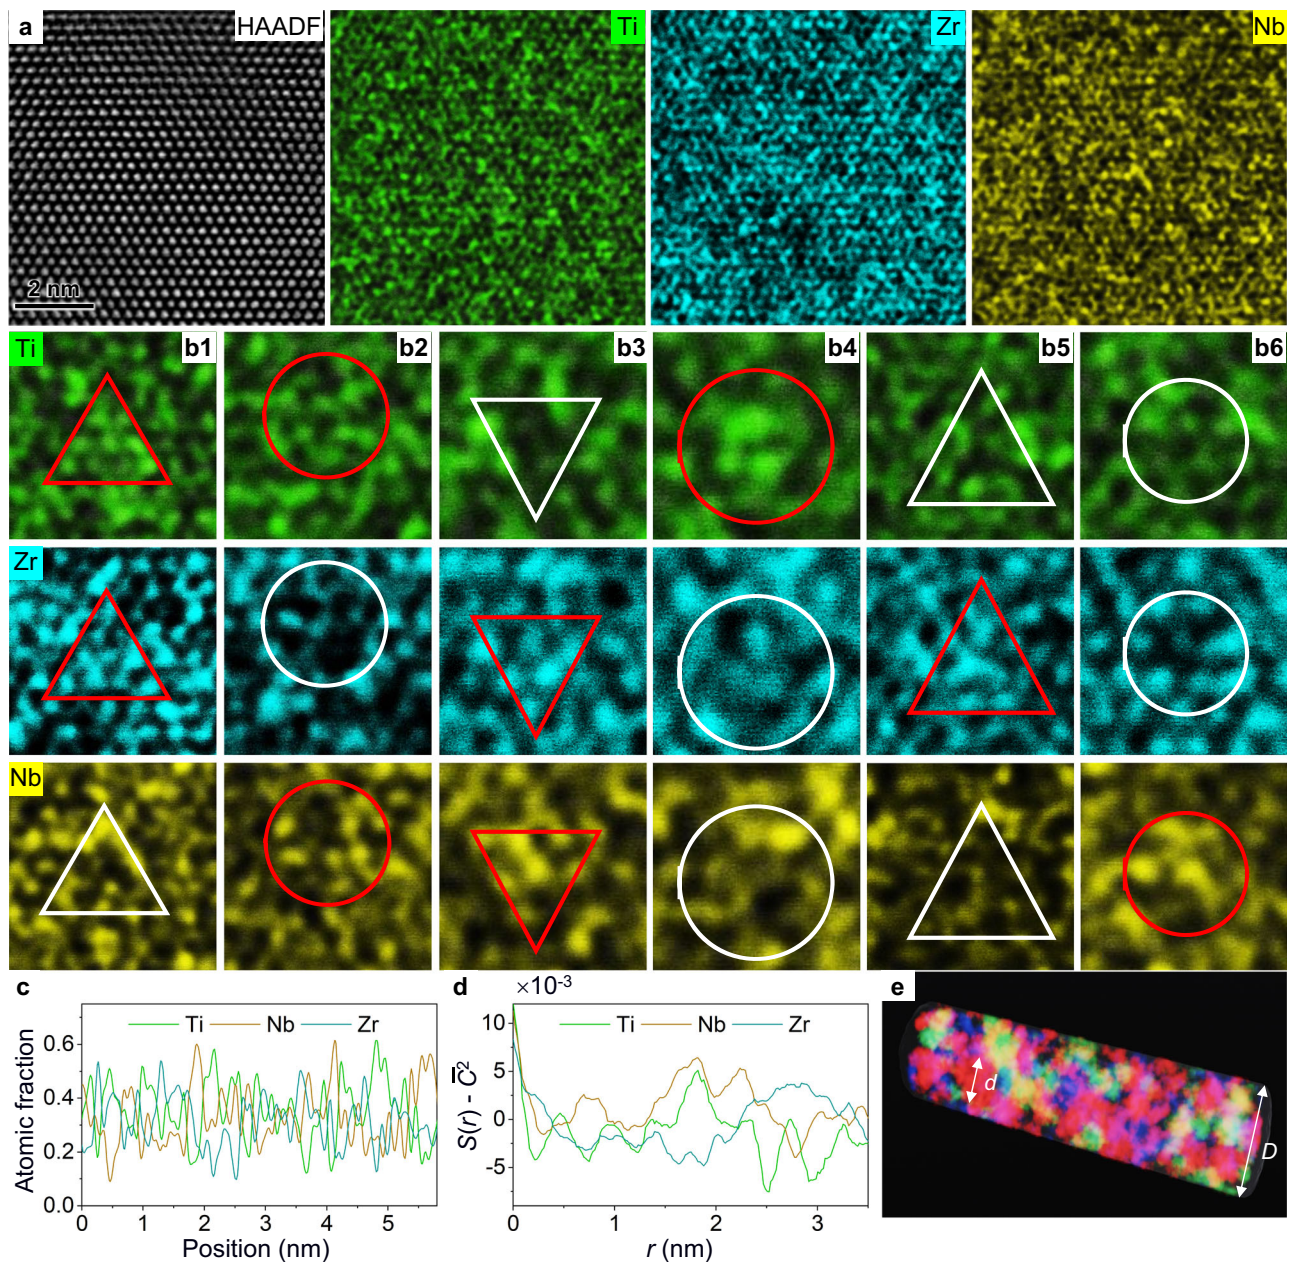 a HAADF Ti Zr Nb
2 nm
Ti b1 b2 b3 b4 b5 b6
Zr
Nb
c d ×10⁻³ e
Ti Nb Zr
0.6
0.4
0.2
0.0
Atomic fraction
0 1 2 3 4 5
Position (nm)
Ti Nb Zr
10
5
0
-5
S(r) - C̅²
0 1 2 3
r (nm)
d
D